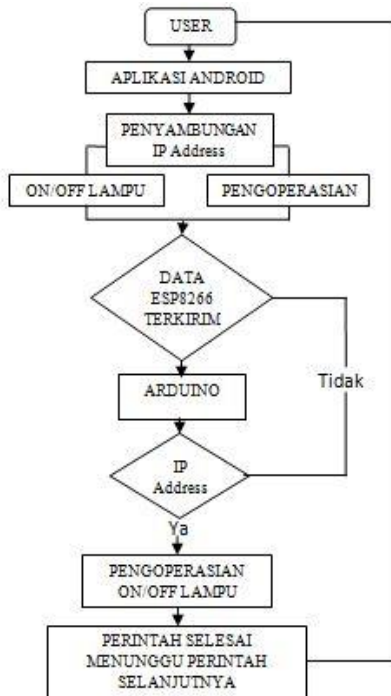 USER
APLIKASI ANDROID
PENYAMBUNGAN
IP Address
ON/OFF LAMPU
PENGOPERASIAN
DATA
ESP8266
TERKIRIM
Tidak
ARDUINO
IP
Address
Ya
PENGOPERASIAN
ON/OFF LAMPU
PERINTAH SELESAI
MENUNGGU PERINTAH
SELANJUTNYA